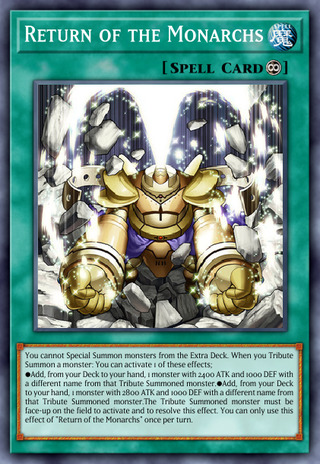 Return of the Monarchs
魔
[Spell Card]
You cannot Special Summon monsters from the Extra Deck. When you Tribute
Summon a monster: You can activate 1 of these effects;
●Add, from your Deck to your hand, 1 monster with 2400 ATK and 1000 DEF with
a different name from that Tribute Summoned monster.●Add, from your Deck
to your hand, 1 monster with 2800 ATK and 1000 DEF with a different name from
that Tribute Summoned monster.The Tribute Summoned monster must be
face-up on the field to activate and to resolve this effect. You can only use this
effect of "Return of the Monarchs" once per turn.